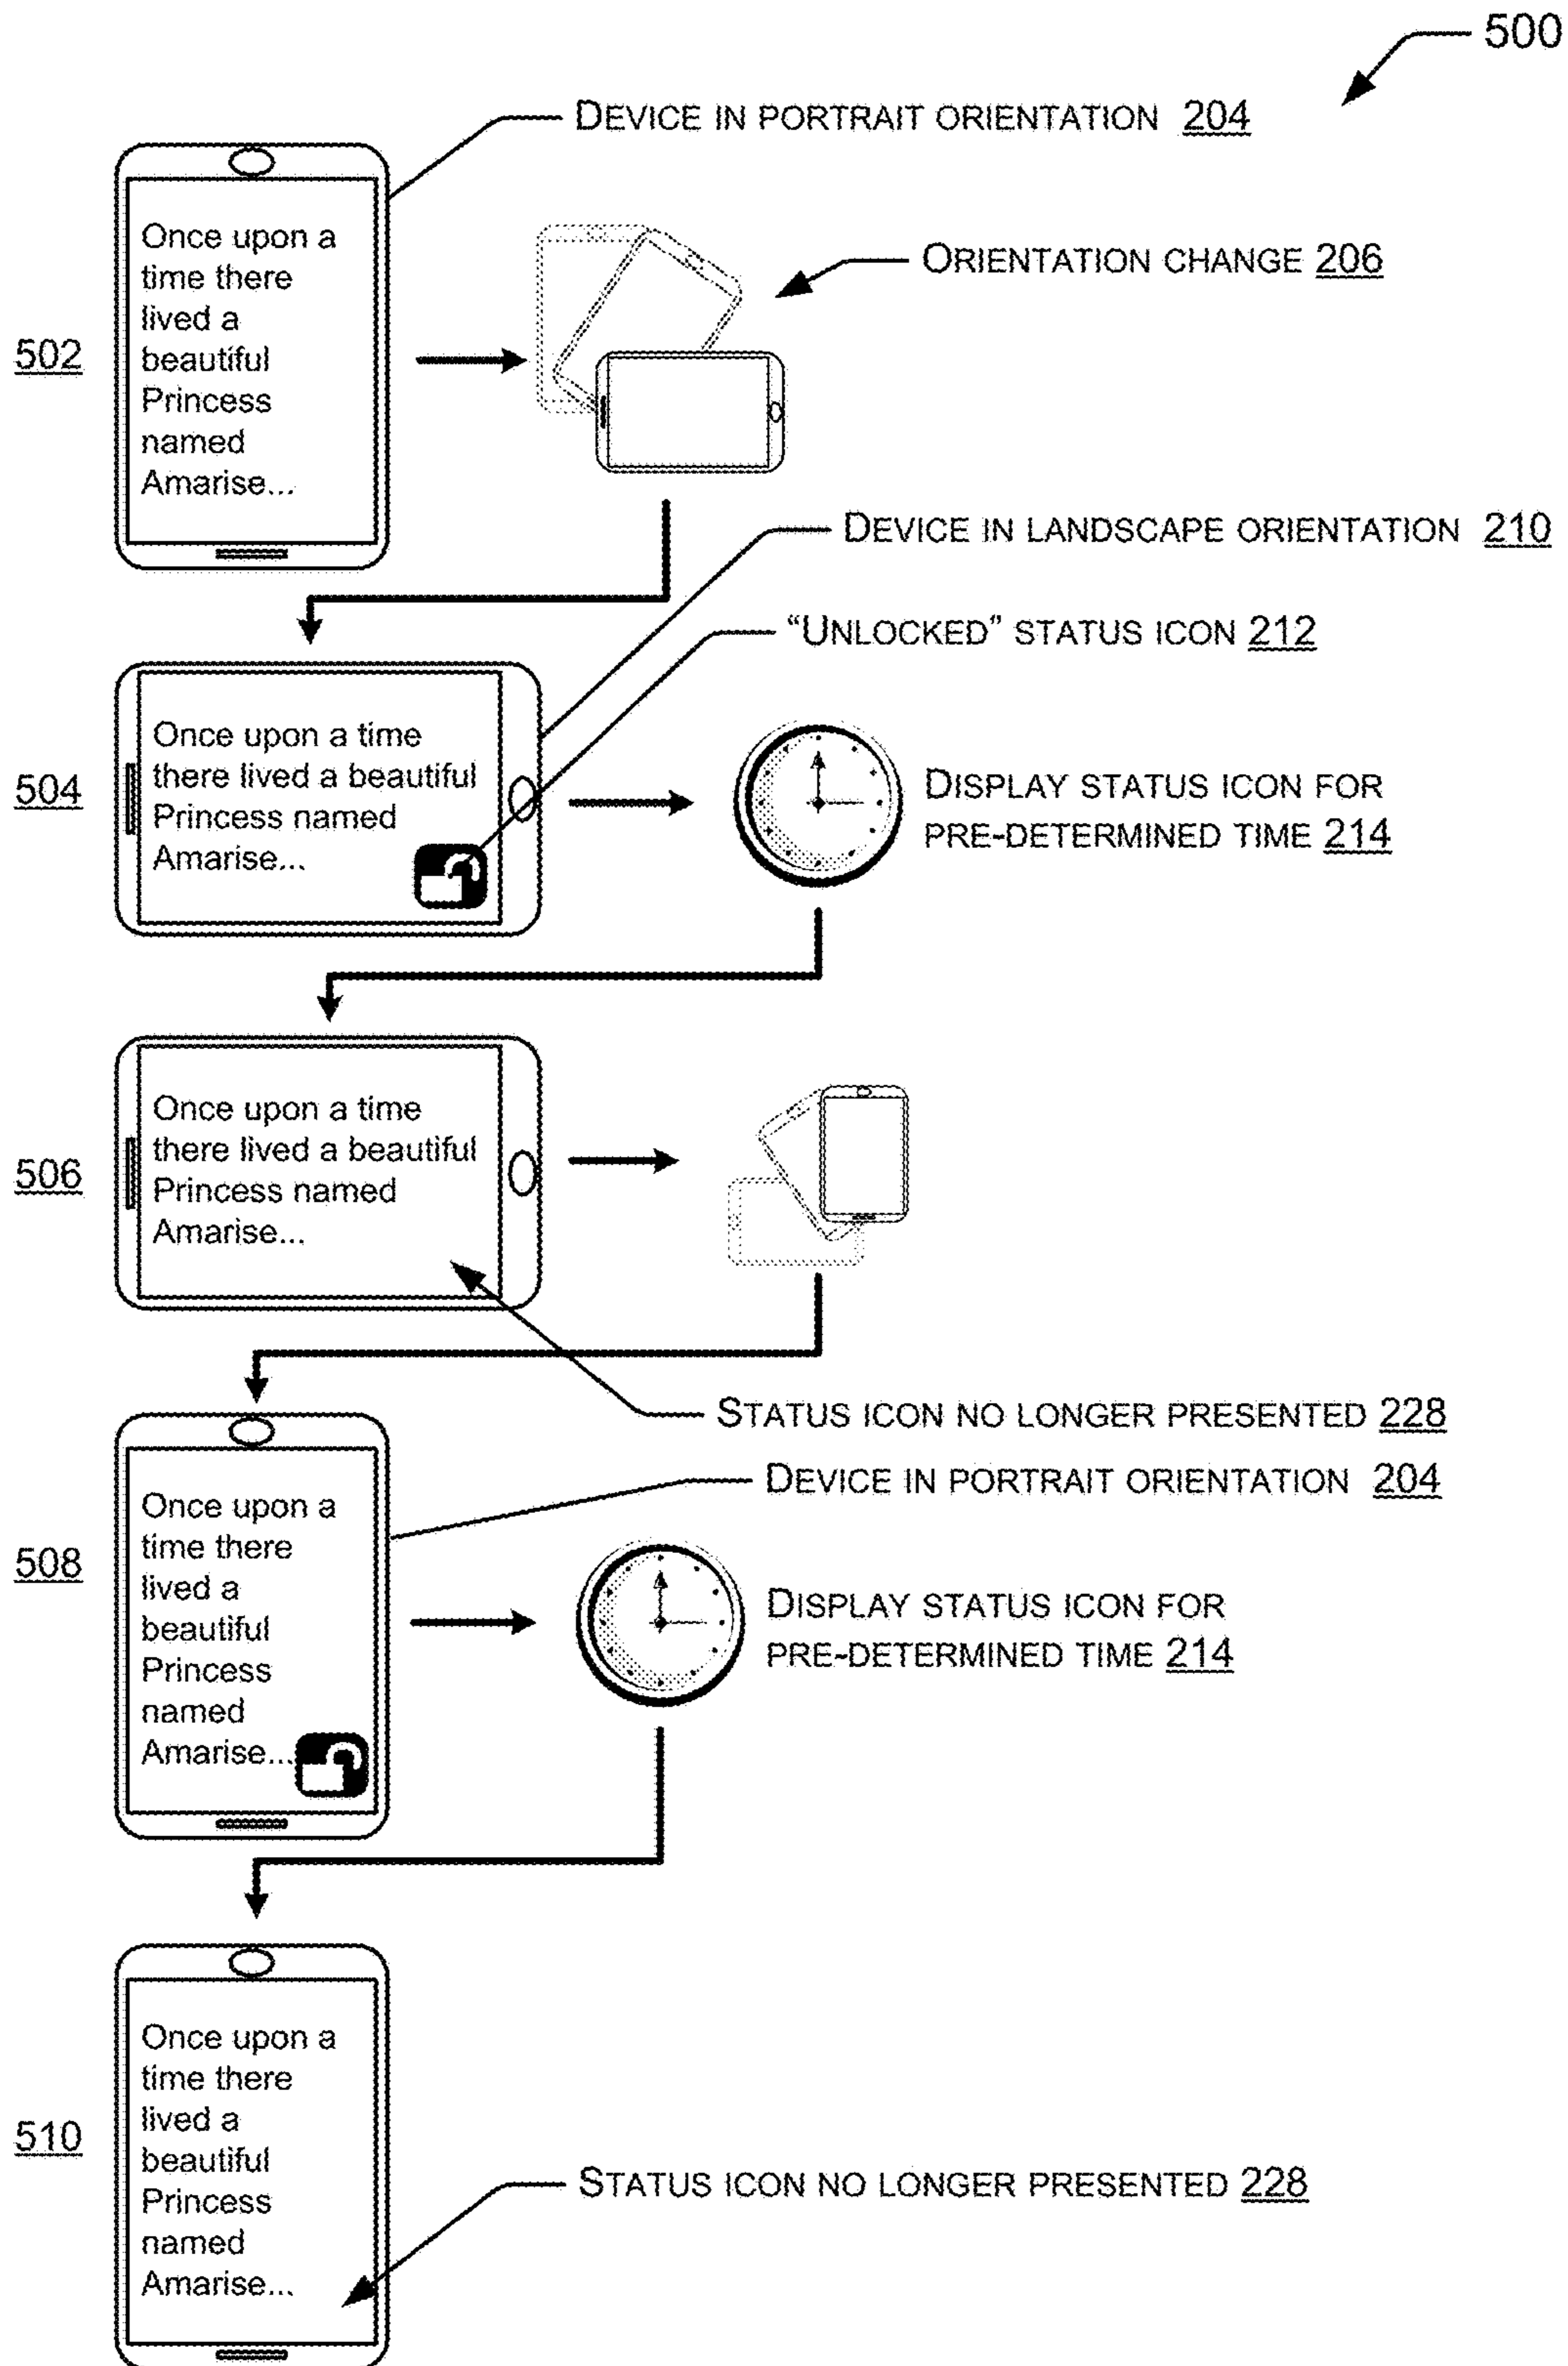 500
DEVICE IN PORTRAIT ORIENTATION 204
Once upon a
time there
lived a
beautiful
Princess
named
Amarise...
502
ORIENTATION CHANGE 206
DEVICE IN LANDSCAPE ORIENTATION 210
"UNLOCKED" STATUS ICON 212
504
Once upon a time
there lived a beautiful
Princess named
Amarise...
DISPLAY STATUS ICON FOR
PRE-DETERMINED TIME 214
506
Once upon a time
there lived a beautiful
Princess named
Amarise...
STATUS ICON NO LONGER PRESENTED 228
DEVICE IN PORTRAIT ORIENTATION 204
508
Once upon a
time there
lived a
beautiful
Princess
named
Amarise...
DISPLAY STATUS ICON FOR
PRE-DETERMINED TIME 214
510
Once upon a
time there
lived a
beautiful
Princess
named
Amarise...
STATUS ICON NO LONGER PRESENTED 228